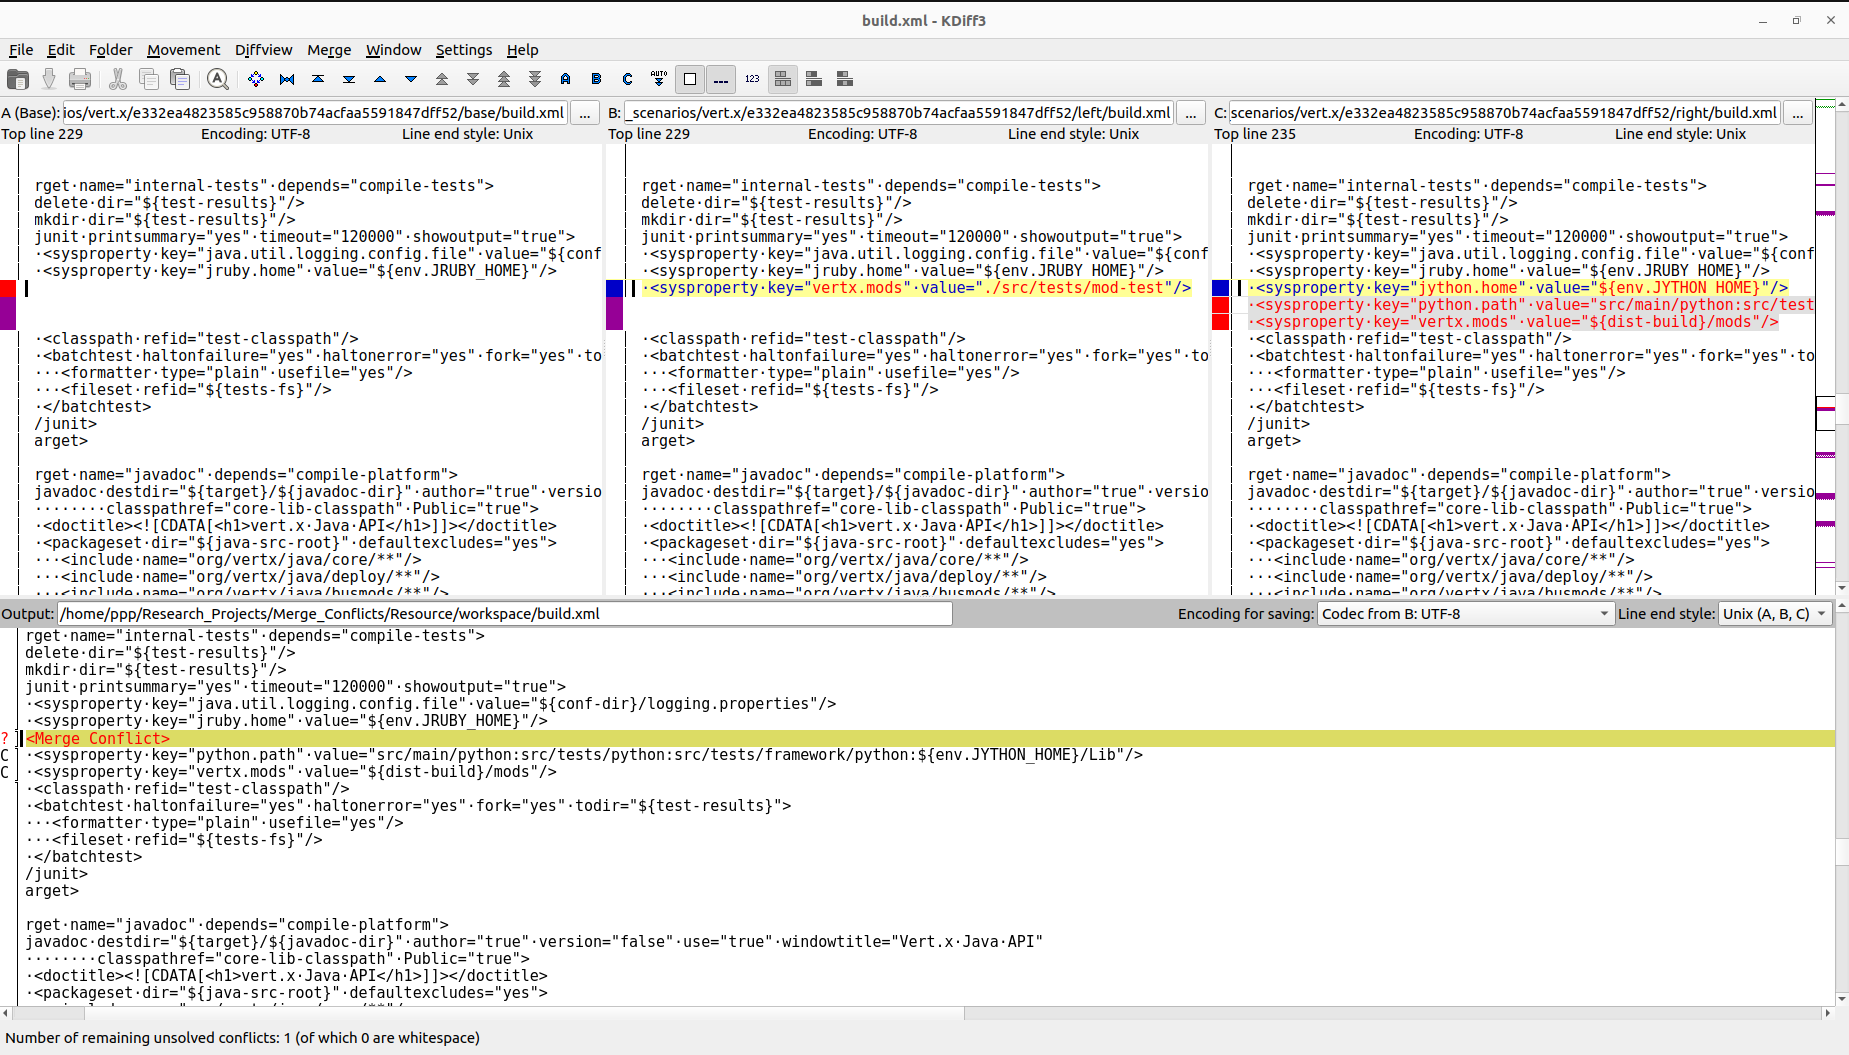 build.xml - KDiff3
File Edit Folder Movement Diffview Merge Window Settings Help
A B C AUTO 123
A (Base): ios/vert.x/e332ea4823585c958870b74acfaa5591847dff52/base/build.xml ...
Top line 229 Encoding: UTF-8 Line end style: Unix
rget·name="internal-tests"·depends="compile-tests">
delete·dir="${test-results}"/>
mkdir·dir="${test-results}"/>
junit·printsummary="yes"·timeout="120000"·showoutput="true">
·<sysproperty·key="java.util.logging.config.file"·value="${conf
·<sysproperty·key="jruby.home"·value="${env.JRUBY_HOME}"/>
·<classpath·refid="test-classpath"/>
·<batchtest·haltonfailure="yes"·haltonerror="yes"·fork="yes"·to
···<formatter·type="plain"·usefile="yes"/>
···<fileset·refid="${tests-fs}"/>
·</batchtest>
/junit>
arget>
rget·name="javadoc"·depends="compile-platform">
javadoc·destdir="${target}/${javadoc-dir}"·author="true"·versio
········classpathref="core-lib-classpath"·Public="true">
·<doctitle><![CDATA[<h1>vert.x·Java·API</h1>]]></doctitle>
·<packageset·dir="${java-src-root}"·defaultexcludes="yes">
···<include·name="org/vertx/java/core/**"/>
···<include·name="org/vertx/java/deploy/**"/>
···<include·name="org/vertx/java/busmods/**"/>
B: _scenarios/vert.x/e332ea4823585c958870b74acfaa5591847dff52/left/build.xml ...
Top line 229 Encoding: UTF-8 Line end style: Unix
rget·name="internal-tests"·depends="compile-tests">
delete·dir="${test-results}"/>
mkdir·dir="${test-results}"/>
junit·printsummary="yes"·timeout="120000"·showoutput="true">
·<sysproperty·key="java.util.logging.config.file"·value="${conf
·<sysproperty·key="jruby.home"·value="${env.JRUBY_HOME}"/>
·<sysproperty·key="vertx.mods"·value="./src/tests/mod-test"/>
·<classpath·refid="test-classpath"/>
·<batchtest·haltonfailure="yes"·haltonerror="yes"·fork="yes"·to
···<formatter·type="plain"·usefile="yes"/>
···<fileset·refid="${tests-fs}"/>
·</batchtest>
/junit>
arget>
rget·name="javadoc"·depends="compile-platform">
javadoc·destdir="${target}/${javadoc-dir}"·author="true"·versio
········classpathref="core-lib-classpath"·Public="true">
·<doctitle><![CDATA[<h1>vert.x·Java·API</h1>]]></doctitle>
·<packageset·dir="${java-src-root}"·defaultexcludes="yes">
···<include·name="org/vertx/java/core/**"/>
···<include·name="org/vertx/java/deploy/**"/>
···<include·name="org/vertx/java/busmods/**"/>
C: scenarios/vert.x/e332ea4823585c958870b74acfaa5591847dff52/right/build.xml ...
Top line 235 Encoding: UTF-8 Line end style: Unix
rget·name="internal-tests"·depends="compile-tests">
delete·dir="${test-results}"/>
mkdir·dir="${test-results}"/>
junit·printsummary="yes"·timeout="120000"·showoutput="true">
·<sysproperty·key="java.util.logging.config.file"·value="${conf
·<sysproperty·key="jruby.home"·value="${env.JRUBY_HOME}"/>
·<sysproperty·key="jython.home"·value="${env.JYTHON_HOME}"/>
·<sysproperty·key="python.path"·value="src/main/python:src/test
·<sysproperty·key="vertx.mods"·value="${dist-build}/mods"/>
·<classpath·refid="test-classpath"/>
·<batchtest·haltonfailure="yes"·haltonerror="yes"·fork="yes"·to
···<formatter·type="plain"·usefile="yes"/>
···<fileset·refid="${tests-fs}"/>
·</batchtest>
/junit>
arget>
rget·name="javadoc"·depends="compile-platform">
javadoc·destdir="${target}/${javadoc-dir}"·author="true"·versio
········classpathref="core-lib-classpath"·Public="true">
·<doctitle><![CDATA[<h1>vert.x·Java·API</h1>]]></doctitle>
·<packageset·dir="${java-src-root}"·defaultexcludes="yes">
···<include·name="org/vertx/java/core/**"/>
···<include·name="org/vertx/java/deploy/**"/>
···<include·name="org/vertx/java/busmods/**"/>
Output: /home/ppp/Research_Projects/Merge_Conflicts/Resource/workspace/build.xml Encoding for saving: Codec from B: UTF-8 Line end style: Unix (A, B, C)
rget·name="internal-tests"·depends="compile-tests">
delete·dir="${test-results}"/>
mkdir·dir="${test-results}"/>
junit·printsummary="yes"·timeout="120000"·showoutput="true">
·<sysproperty·key="java.util.logging.config.file"·value="${conf-dir}/logging.properties"/>
·<sysproperty·key="jruby.home"·value="${env.JRUBY_HOME}"/>
? <Merge Conflict>
C ·<sysproperty·key="python.path"·value="src/main/python:src/tests/python:src/tests/framework/python:${env.JYTHON_HOME}/Lib"/>
C ·<sysproperty·key="vertx.mods"·value="${dist-build}/mods"/>
·<classpath·refid="test-classpath"/>
·<batchtest·haltonfailure="yes"·haltonerror="yes"·fork="yes"·todir="${test-results}">
···<formatter·type="plain"·usefile="yes"/>
···<fileset·refid="${tests-fs}"/>
·</batchtest>
/junit>
arget>
rget·name="javadoc"·depends="compile-platform">
javadoc·destdir="${target}/${javadoc-dir}"·author="true"·version="false"·use="true"·windowtitle="Vert.x·Java·API"
········classpathref="core-lib-classpath"·Public="true">
·<doctitle><![CDATA[<h1>vert.x·Java·API</h1>]]></doctitle>
·<packageset·dir="${java-src-root}"·defaultexcludes="yes">
Number of remaining unsolved conflicts: 1 (of which 0 are whitespace)